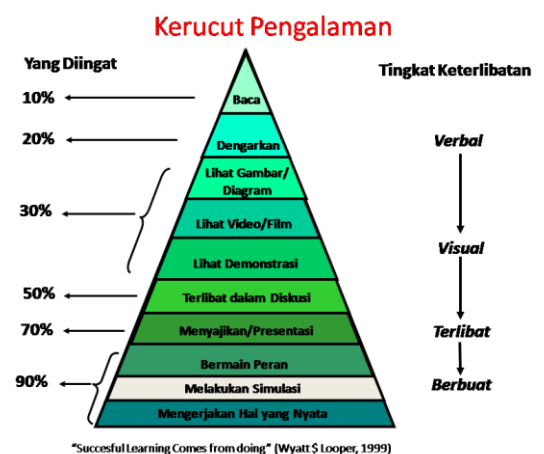 Kerucut Pengalaman
Yang Diingat
Tingkat Keterlibatan
10%
Baca
20%
Dengarkan
Verbal
Lihat Gambar/
Diagram
30%
Lihat Video/Film
Visual
Lihat Demonstrasi
50%
Terlibat dalam Diskusi
70%
Menyajikan/Presentasi
Terlibat
Bermain Peran
90%
Melakukan Simulasi
Berbuat
Mengerjakan Hal yang Nyata
“Succesful Learning Comes from doing” (Wyatt $ Looper, 1999)